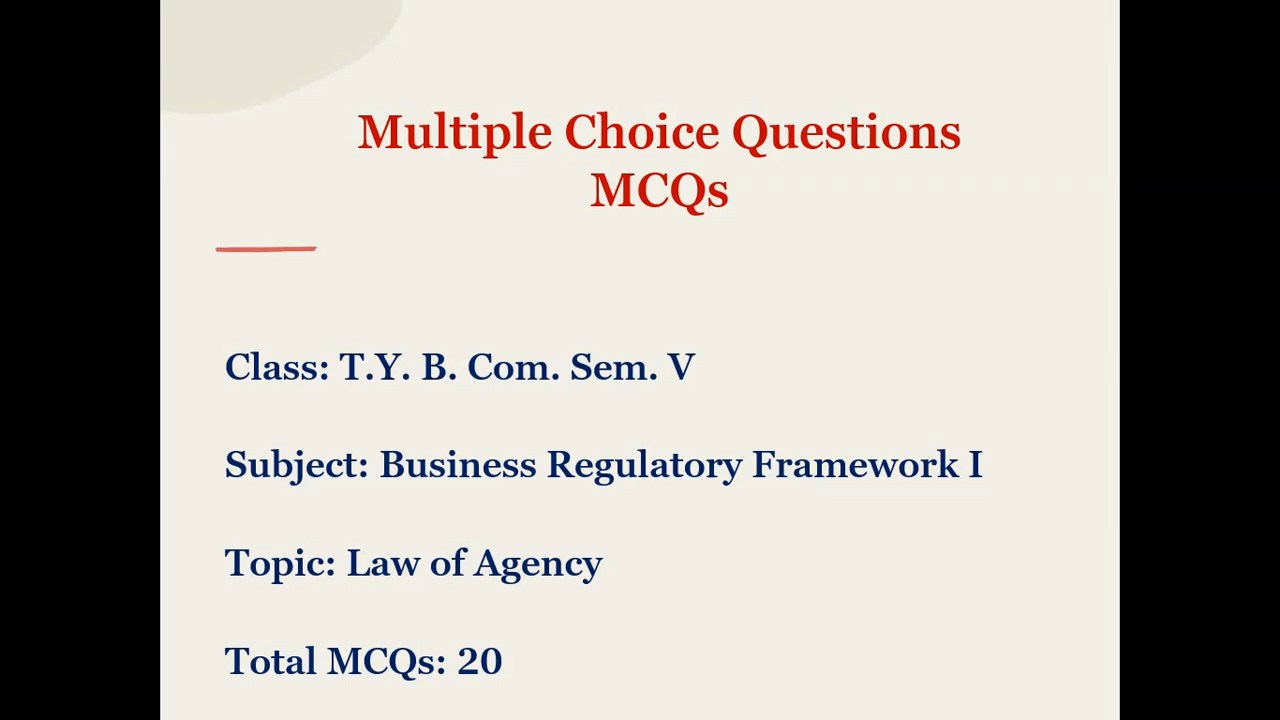 Multiple Choice Questions
MCQs
Class: T.Y. B. Com. Sem. V
Subject: Business Regulatory Framework I
Topic: Law of Agency
Total MCQs: 20